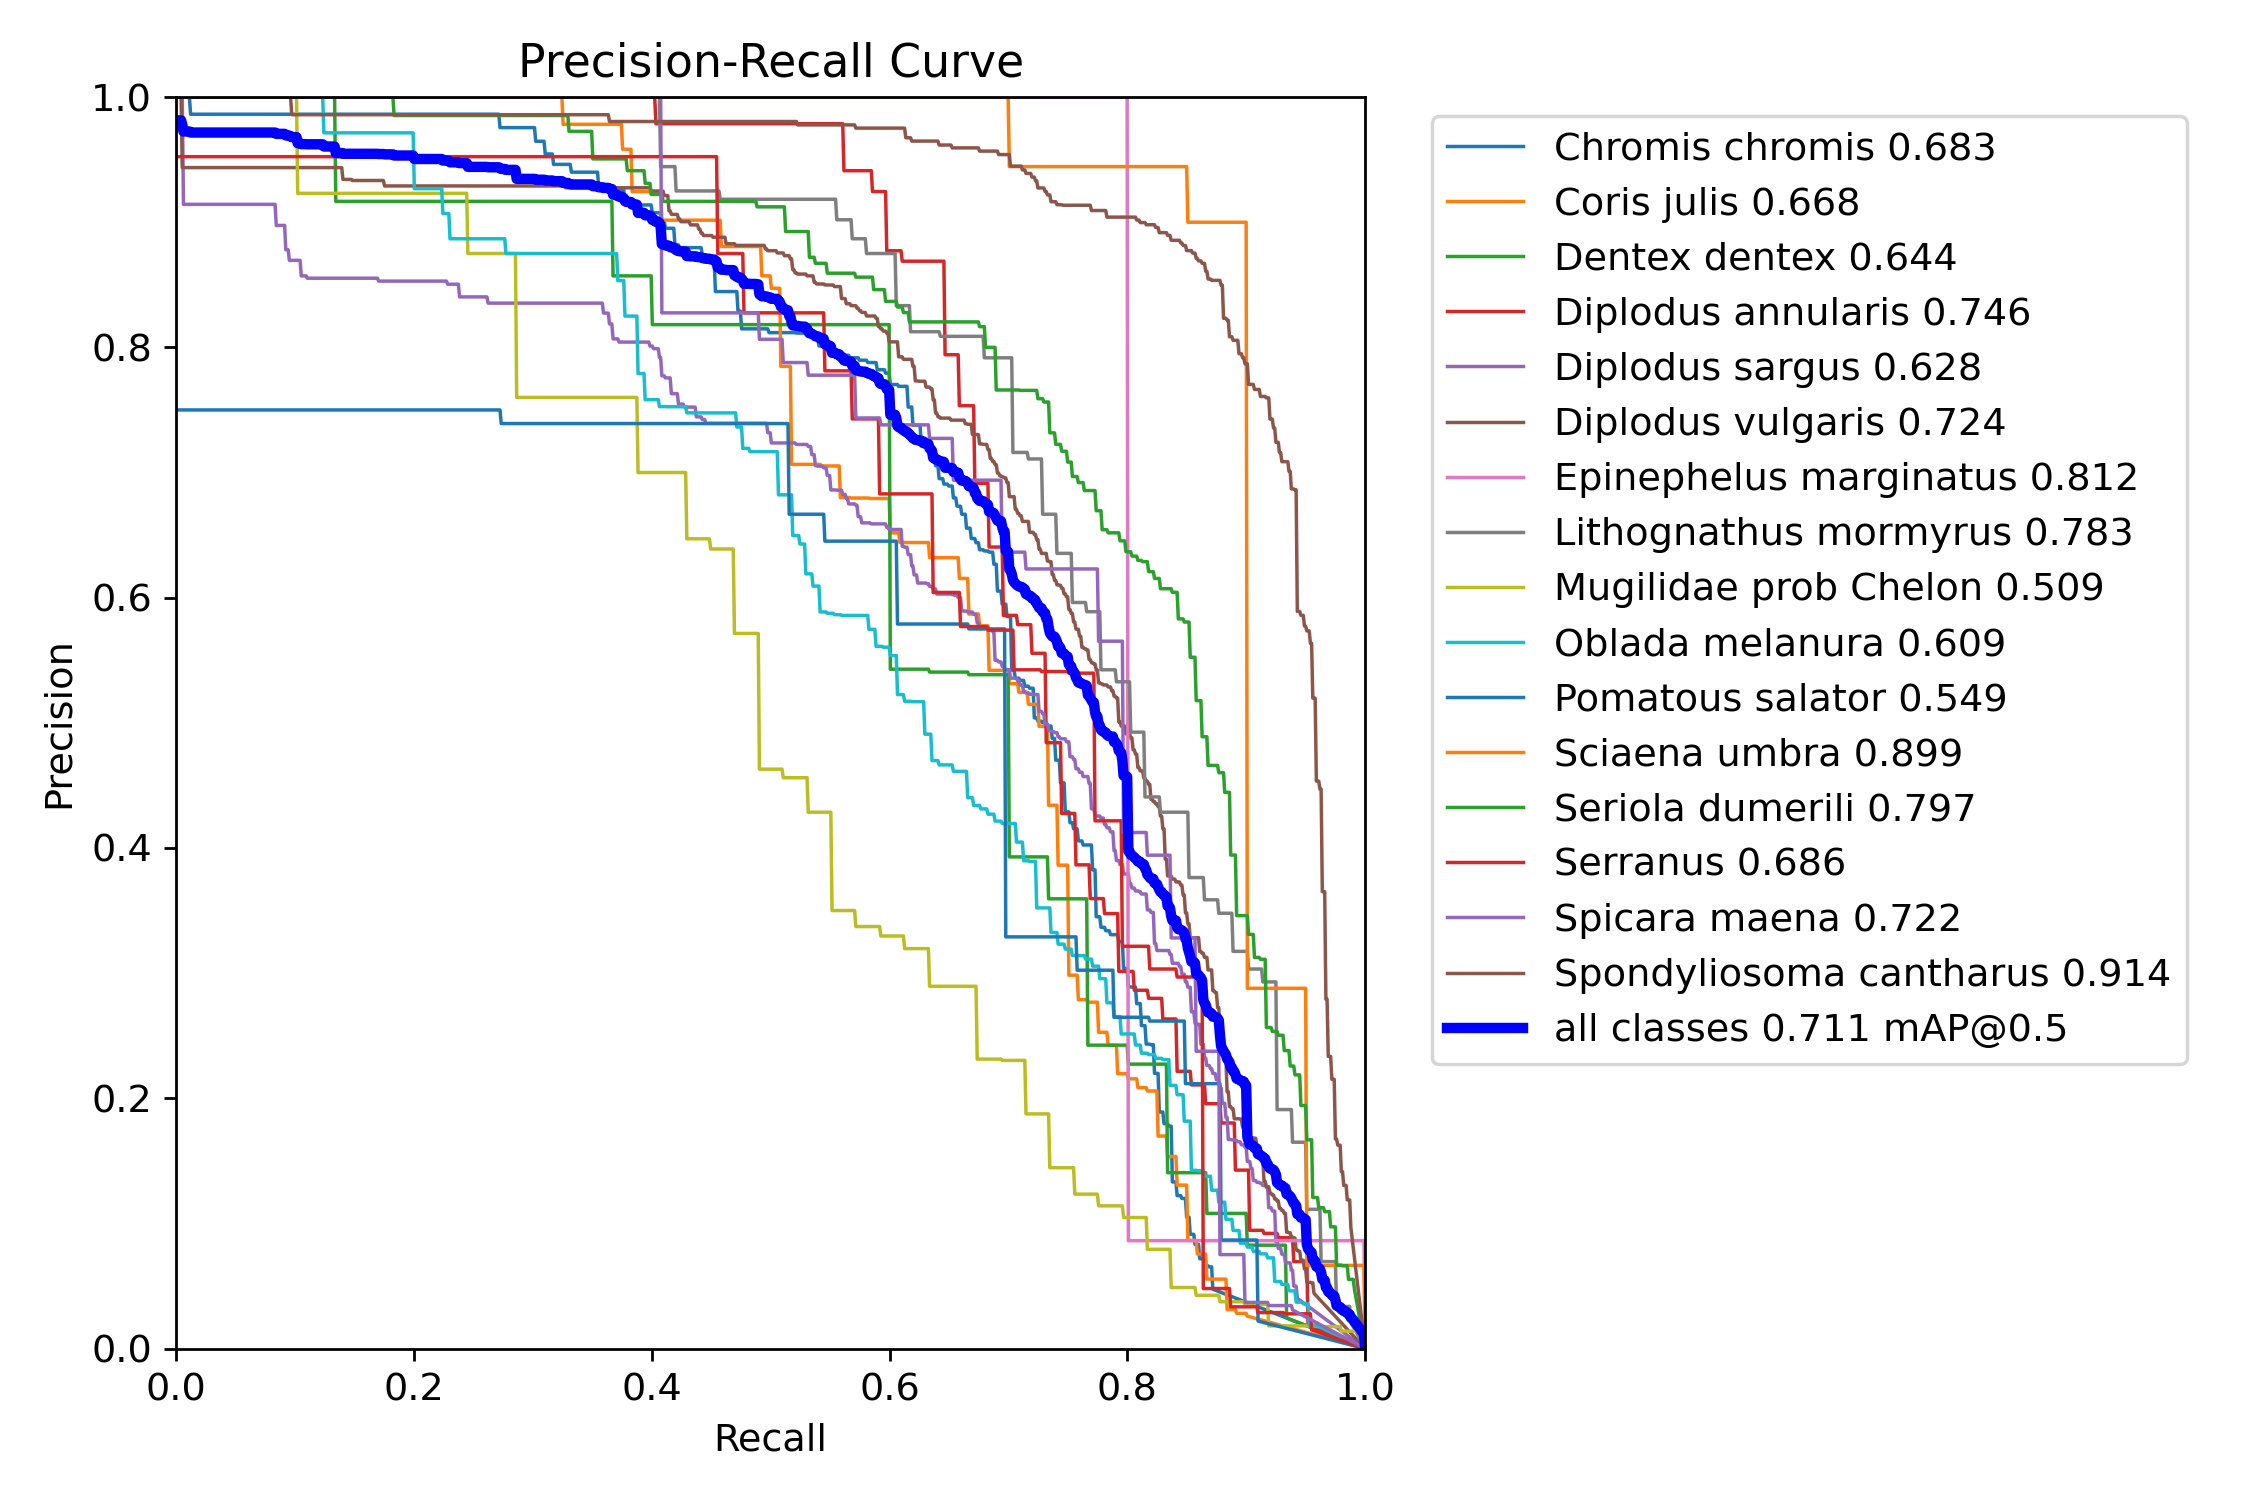 Precision-Recall Curve
1.0
0.8
0.6
0.4
0.2
0.0
Precision
0.0 0.2 0.4 0.6 0.8 1.0
Recall
Chromis chromis 0.683
Coris julis 0.668
Dentex dentex 0.644
Diplodus annularis 0.746
Diplodus sargus 0.628
Diplodus vulgaris 0.724
Epinephelus marginatus 0.812
Lithognathus mormyrus 0.783
Mugilidae prob Chelon 0.509
Oblada melanura 0.609
Pomatous salator 0.549
Sciaena umbra 0.899
Seriola dumerili 0.797
Serranus 0.686
Spicara maena 0.722
Spondyliosoma cantharus 0.914
all classes 0.711 mAP@0.5